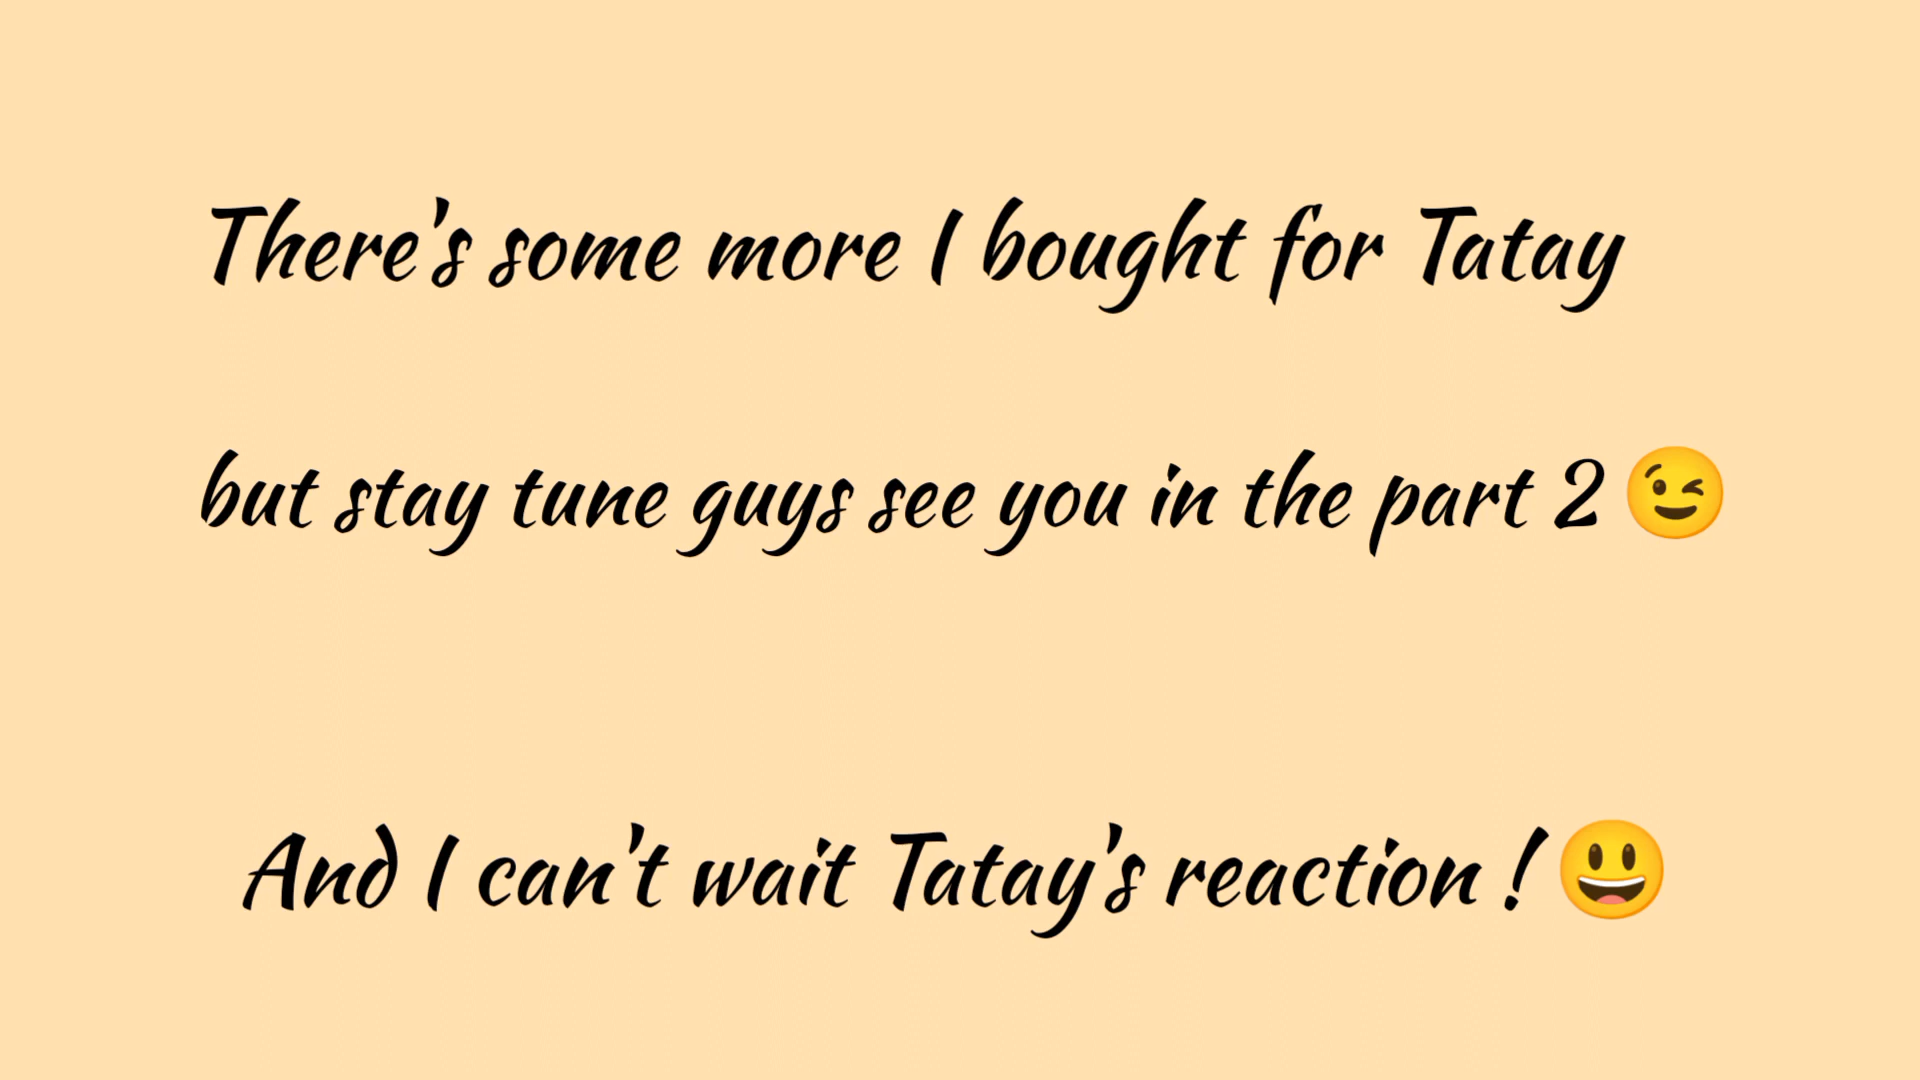 There's some more I bought for Tatay
but stay tune guys see you in the part 2 😉
And I can't wait Tatay's reaction ! 😃